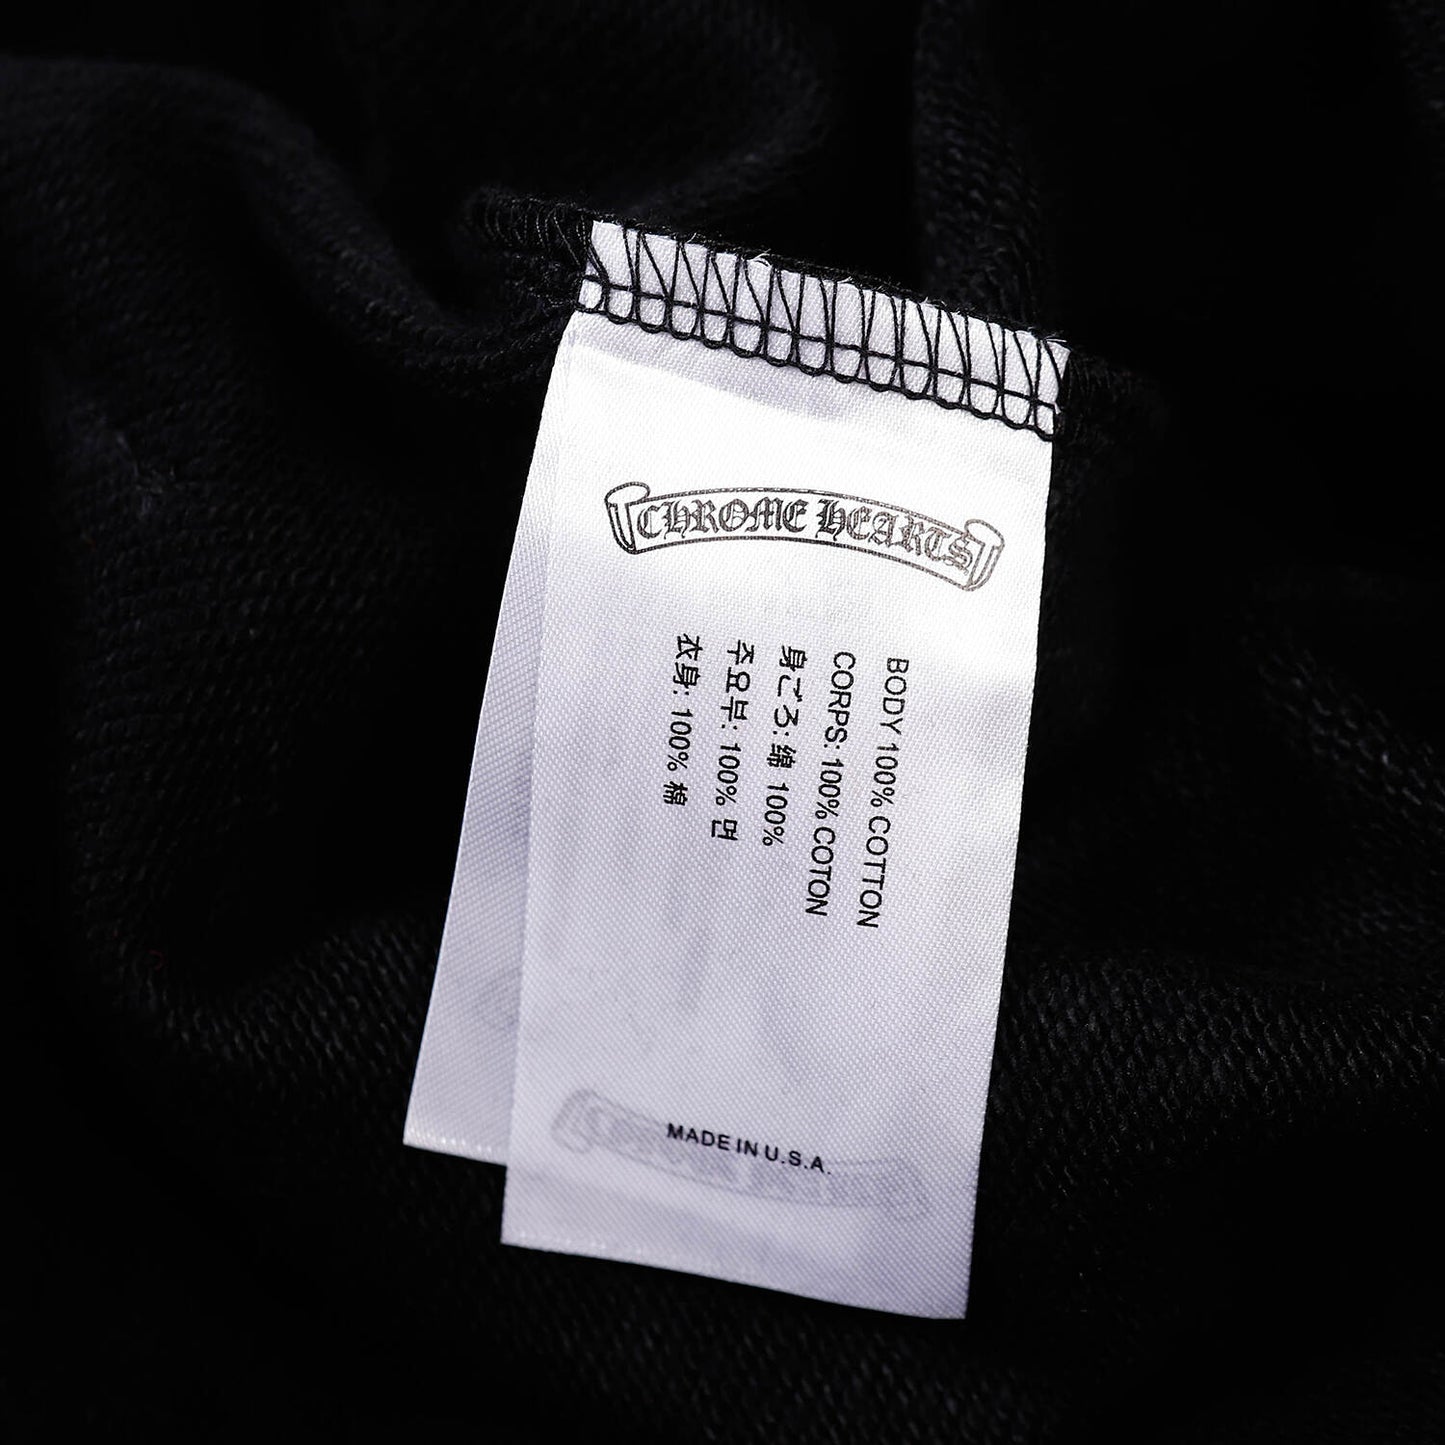 CHROME HEARTS
BODY 100% COTTON
CORPS: 100% COTON
身ごろ: 綿 100%
주요부: 100% 면
衣身: 100% 棉
MADE IN U.S.A.